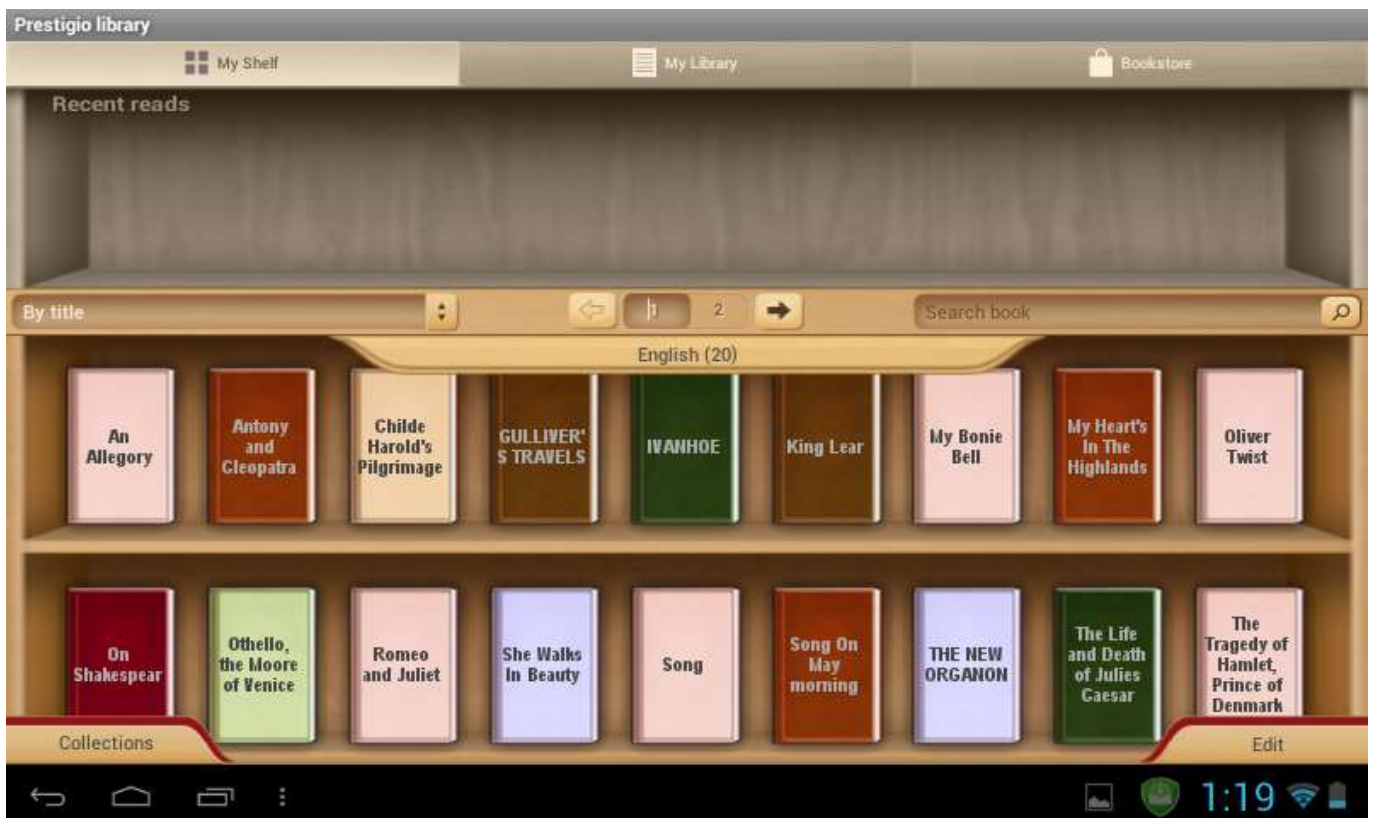 Prestigio library
My Shelf My Library Bookstore
Recent reads
By title 1 2 Search book
English (20)
An
Allegory
Antony
and
Cleopatra
Childe
Harold's
Pilgrimage
GULLIVER'
S TRAVELS
IVANHOE
King Lear
My Bonie
Bell
My Heart's
In The
Highlands
Oliver
Twist
On
Shakespear
Othello,
the Moore
of Venice
Romeo
and Juliet
She Walks
In Beauty
Song
Song On
May
morning
THE NEW
ORGANON
The Life
and Death
of Julies
Caesar
The
Tragedy of
Hamlet,
Prince of
Denmark
Collections Edit
1:19